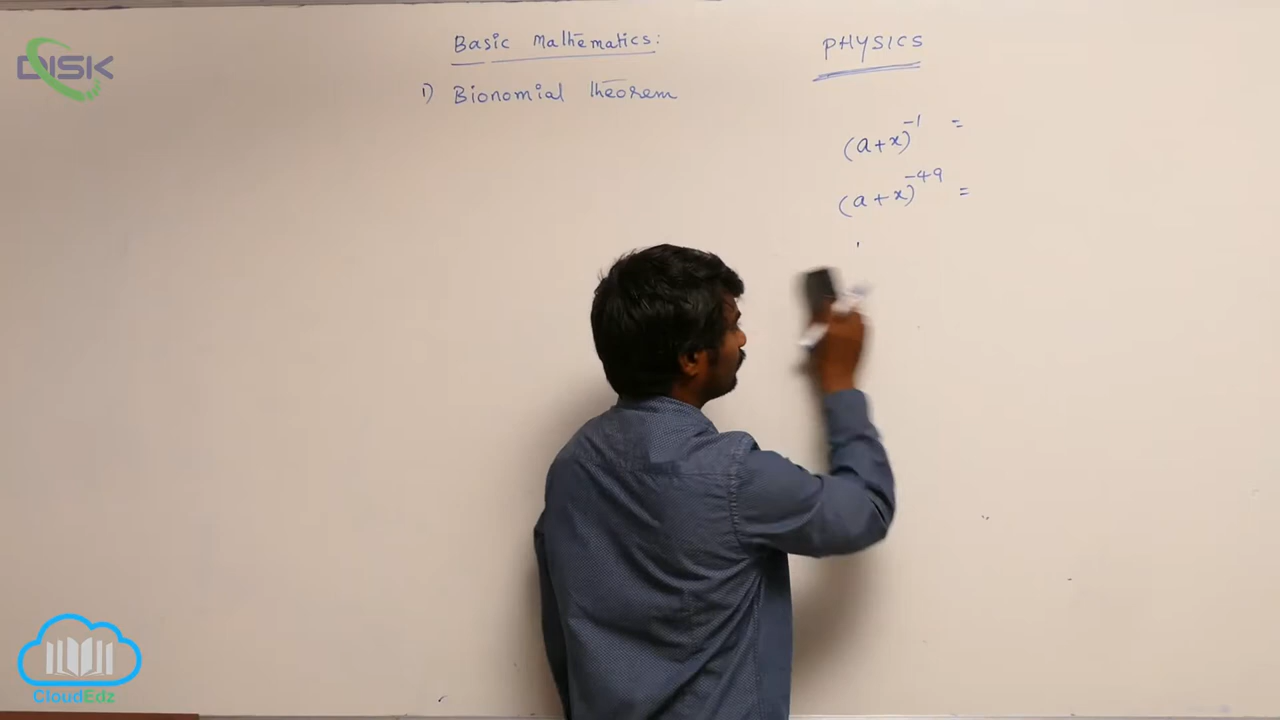 DISK
Basic Mathematics:
1) Bionomial theorem
PHYSICS
(a+x)^-1 =
(a+x)^-49 =
CloudEdz